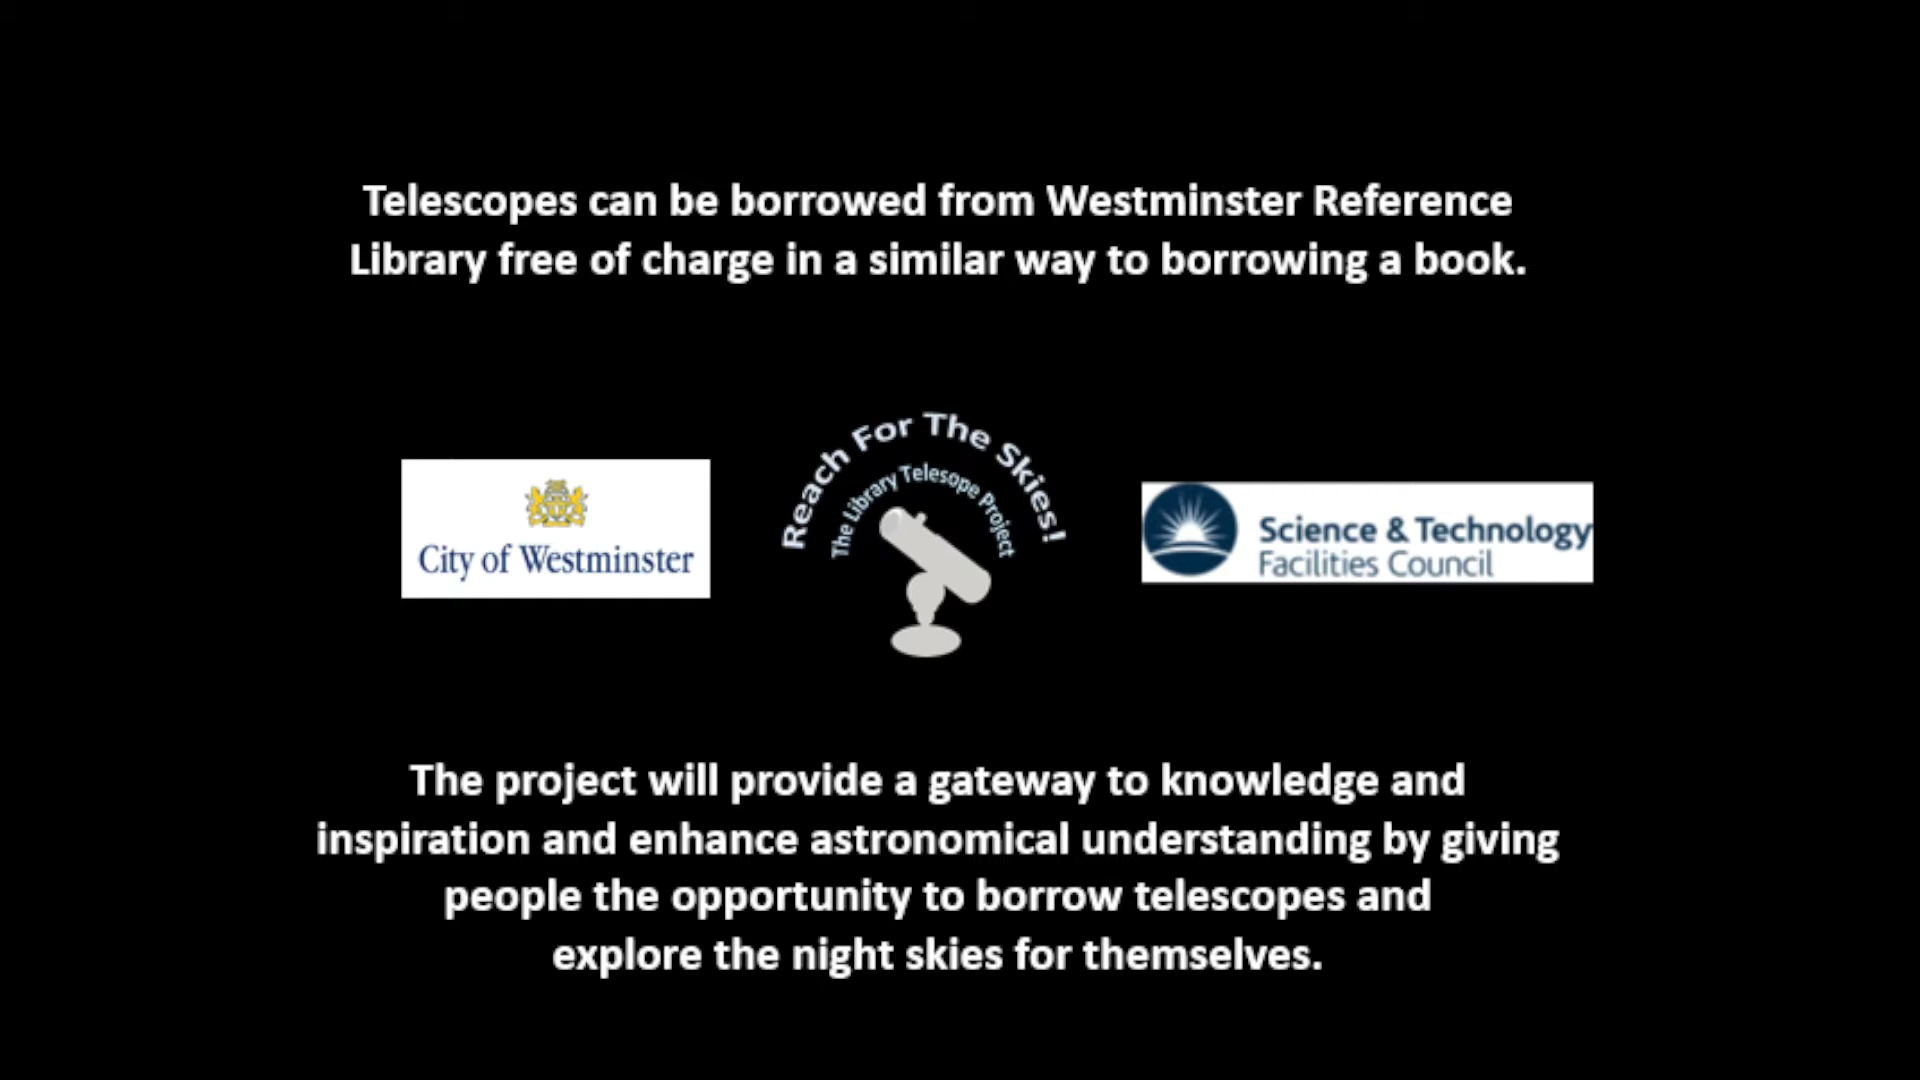 Telescopes can be borrowed from Westminster Reference
Library free of charge in a similar way to borrowing a book.
City of Westminster
Reach For The Skies!
The Library Telesope Project
Science & Technology
Facilities Council
The project will provide a gateway to knowledge and
inspiration and enhance astronomical understanding by giving
people the opportunity to borrow telescopes and
explore the night skies for themselves.